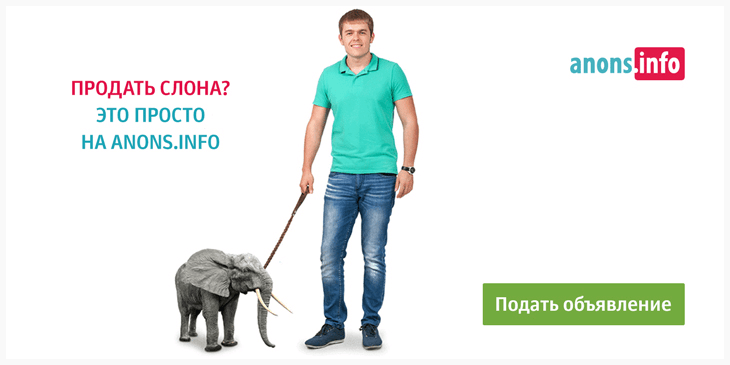 ПРОДАТЬ СЛОНА?
ЭТО ПРОСТО
НА ANONS.INFO
anons.info
Подать объявление